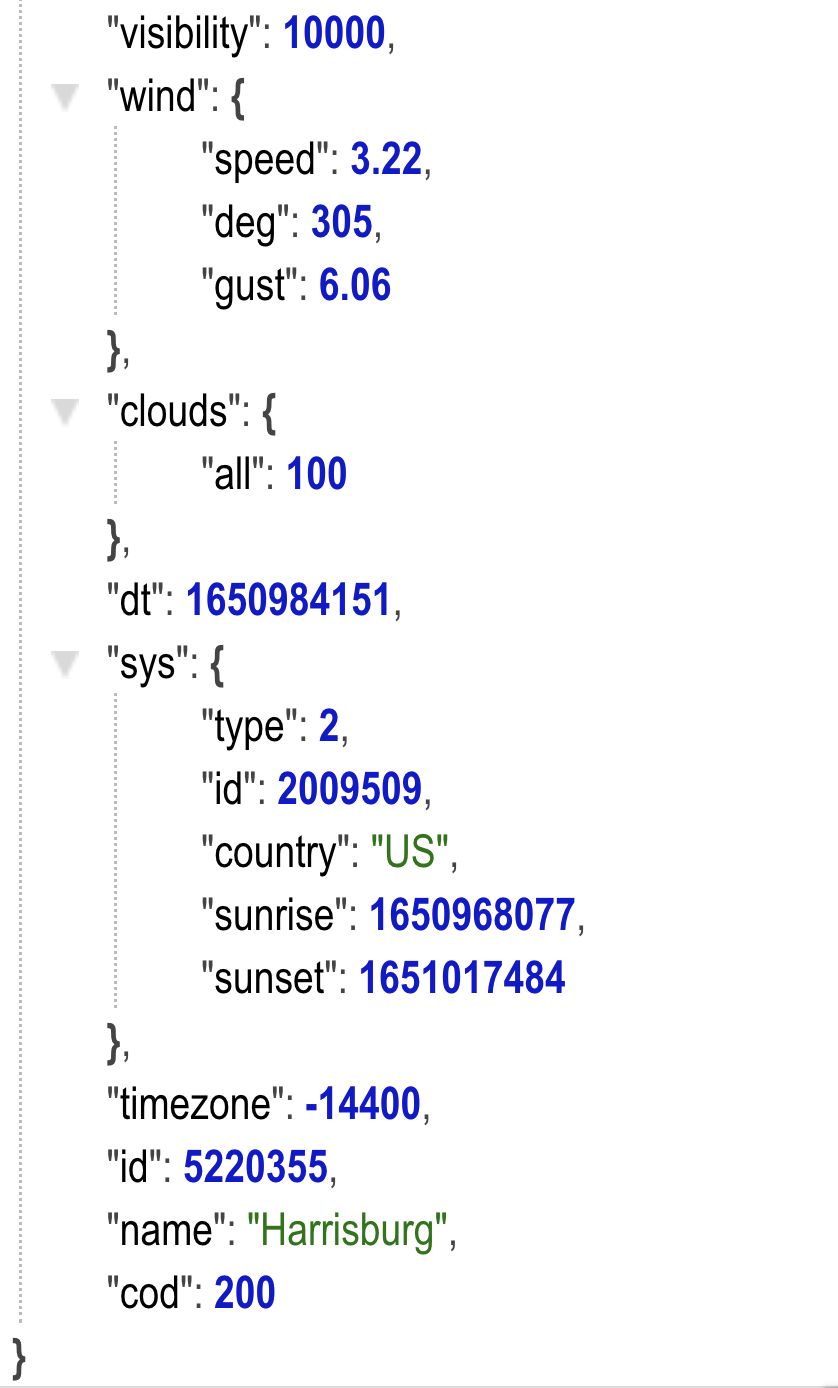 "visibility": 10000,
"wind": {
"speed": 3.22,
"deg": 305,
"gust": 6.06
},
"clouds": {
"all": 100
},
"dt": 1650984151,
"sys": {
"type": 2,
"id": 2009509,
"country": "US",
"sunrise": 1650968077,
"sunset": 1651017484
},
"timezone": -14400,
"id": 5220355,
"name": "Harrisburg",
"cod": 200
}